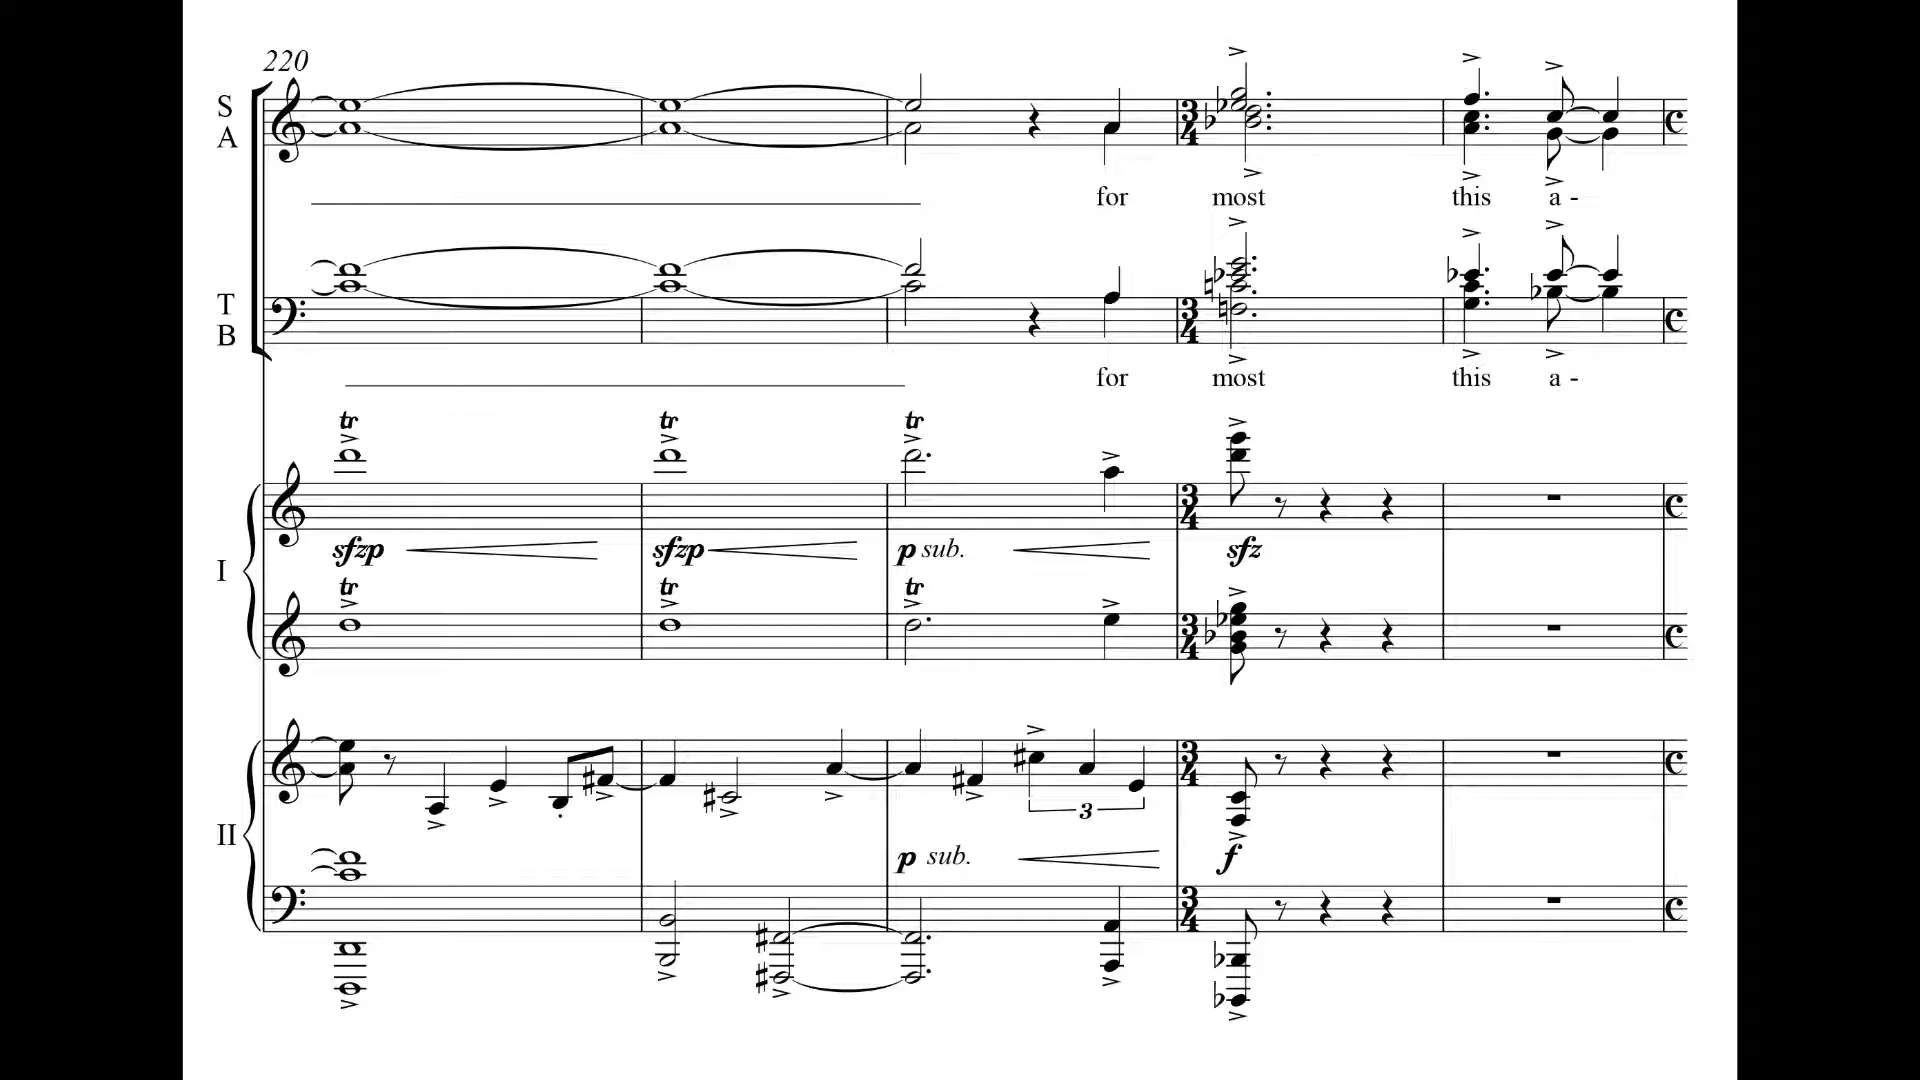 220
S
A
for most this a -
T
B
for most this a -
tr tr tr
sfzp sfzp p sub. sfz
I
tr tr tr
3
II
p sub. f